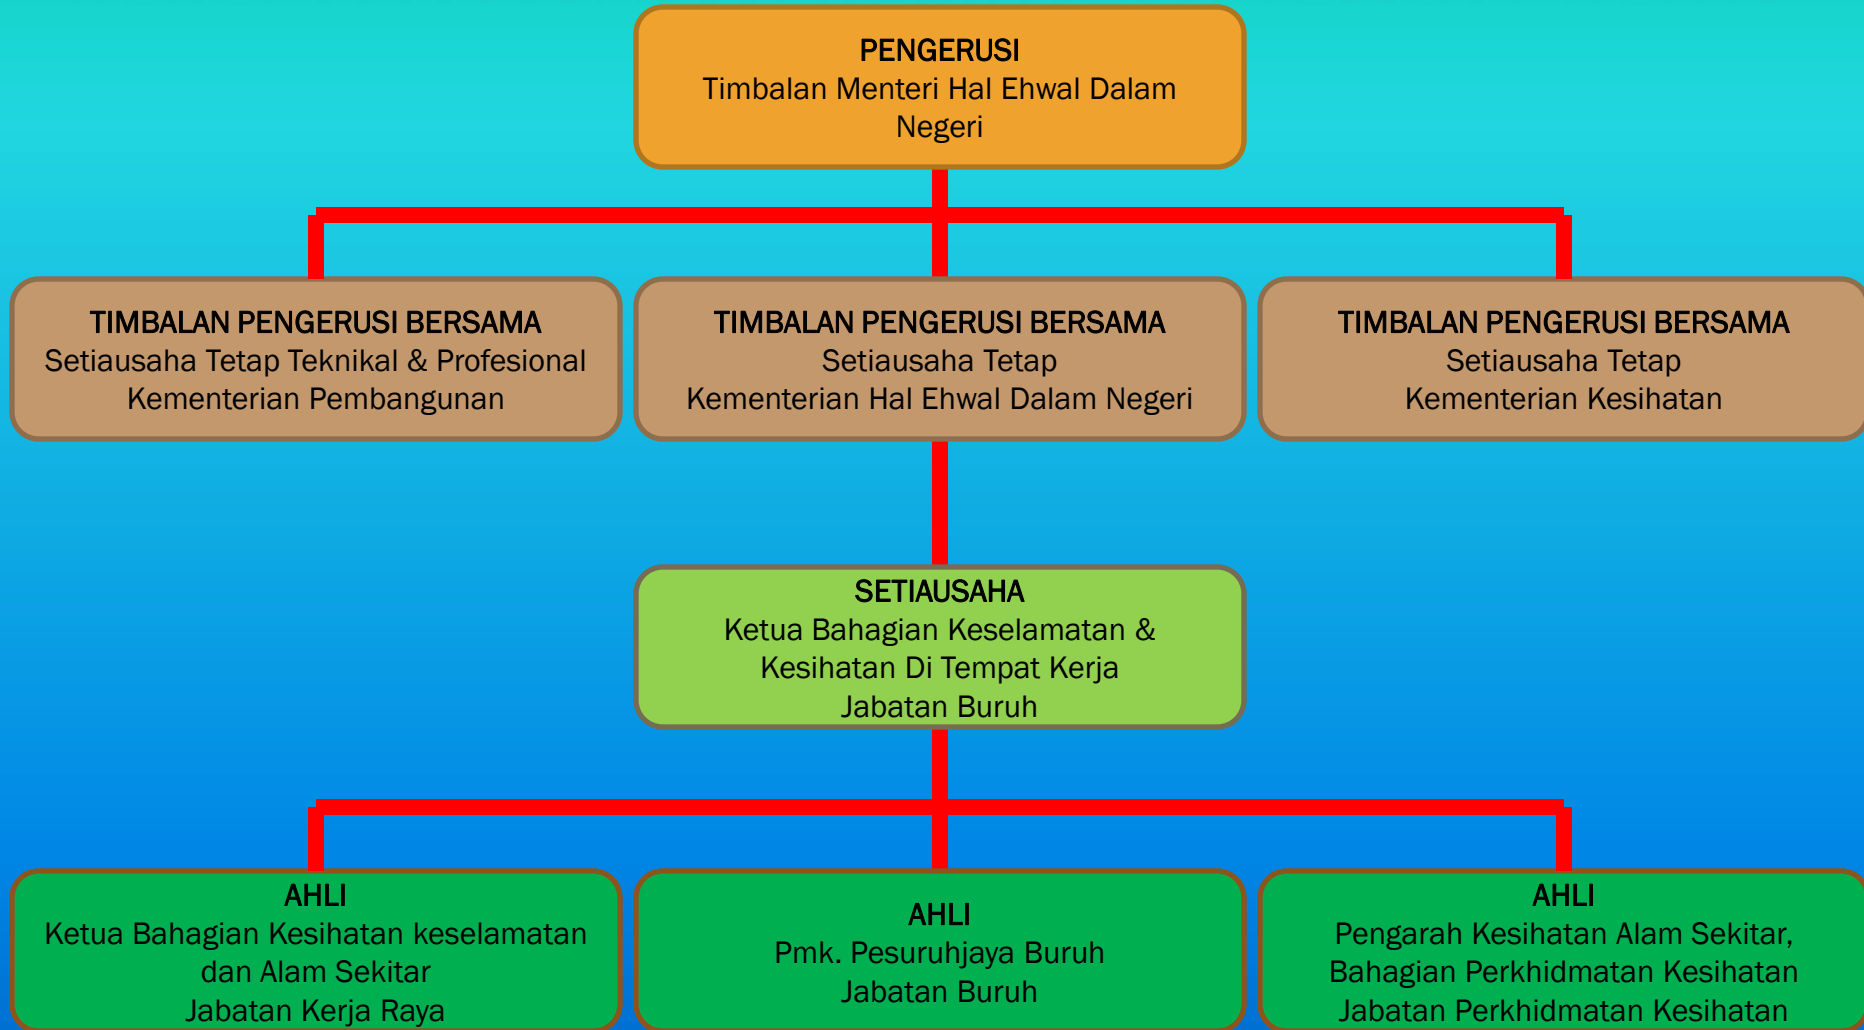 PENGERUSI
Timbalan Menteri Hal Ehwal Dalam
Negeri
TIMBALAN PENGERUSI BERSAMA
Setiausaha Tetap Teknikal & Profesional
Kementerian Pembangunan
TIMBALAN PENGERUSI BERSAMA
Setiausaha Tetap
Kementerian Hal Ehwal Dalam Negeri
TIMBALAN PENGERUSI BERSAMA
Setiausaha Tetap
Kementerian Kesihatan
SETIAUSAHA
Ketua Bahagian Keselamatan &
Kesihatan Di Tempat Kerja
Jabatan Buruh
AHLI
Ketua Bahagian Kesihatan keselamatan
dan Alam Sekitar
Jabatan Kerja Raya
AHLI
Pmk. Pesuruhjaya Buruh
Jabatan Buruh
AHLI
Pengarah Kesihatan Alam Sekitar,
Bahagian Perkhidmatan Kesihatan
Jabatan Perkhidmatan Kesihatan